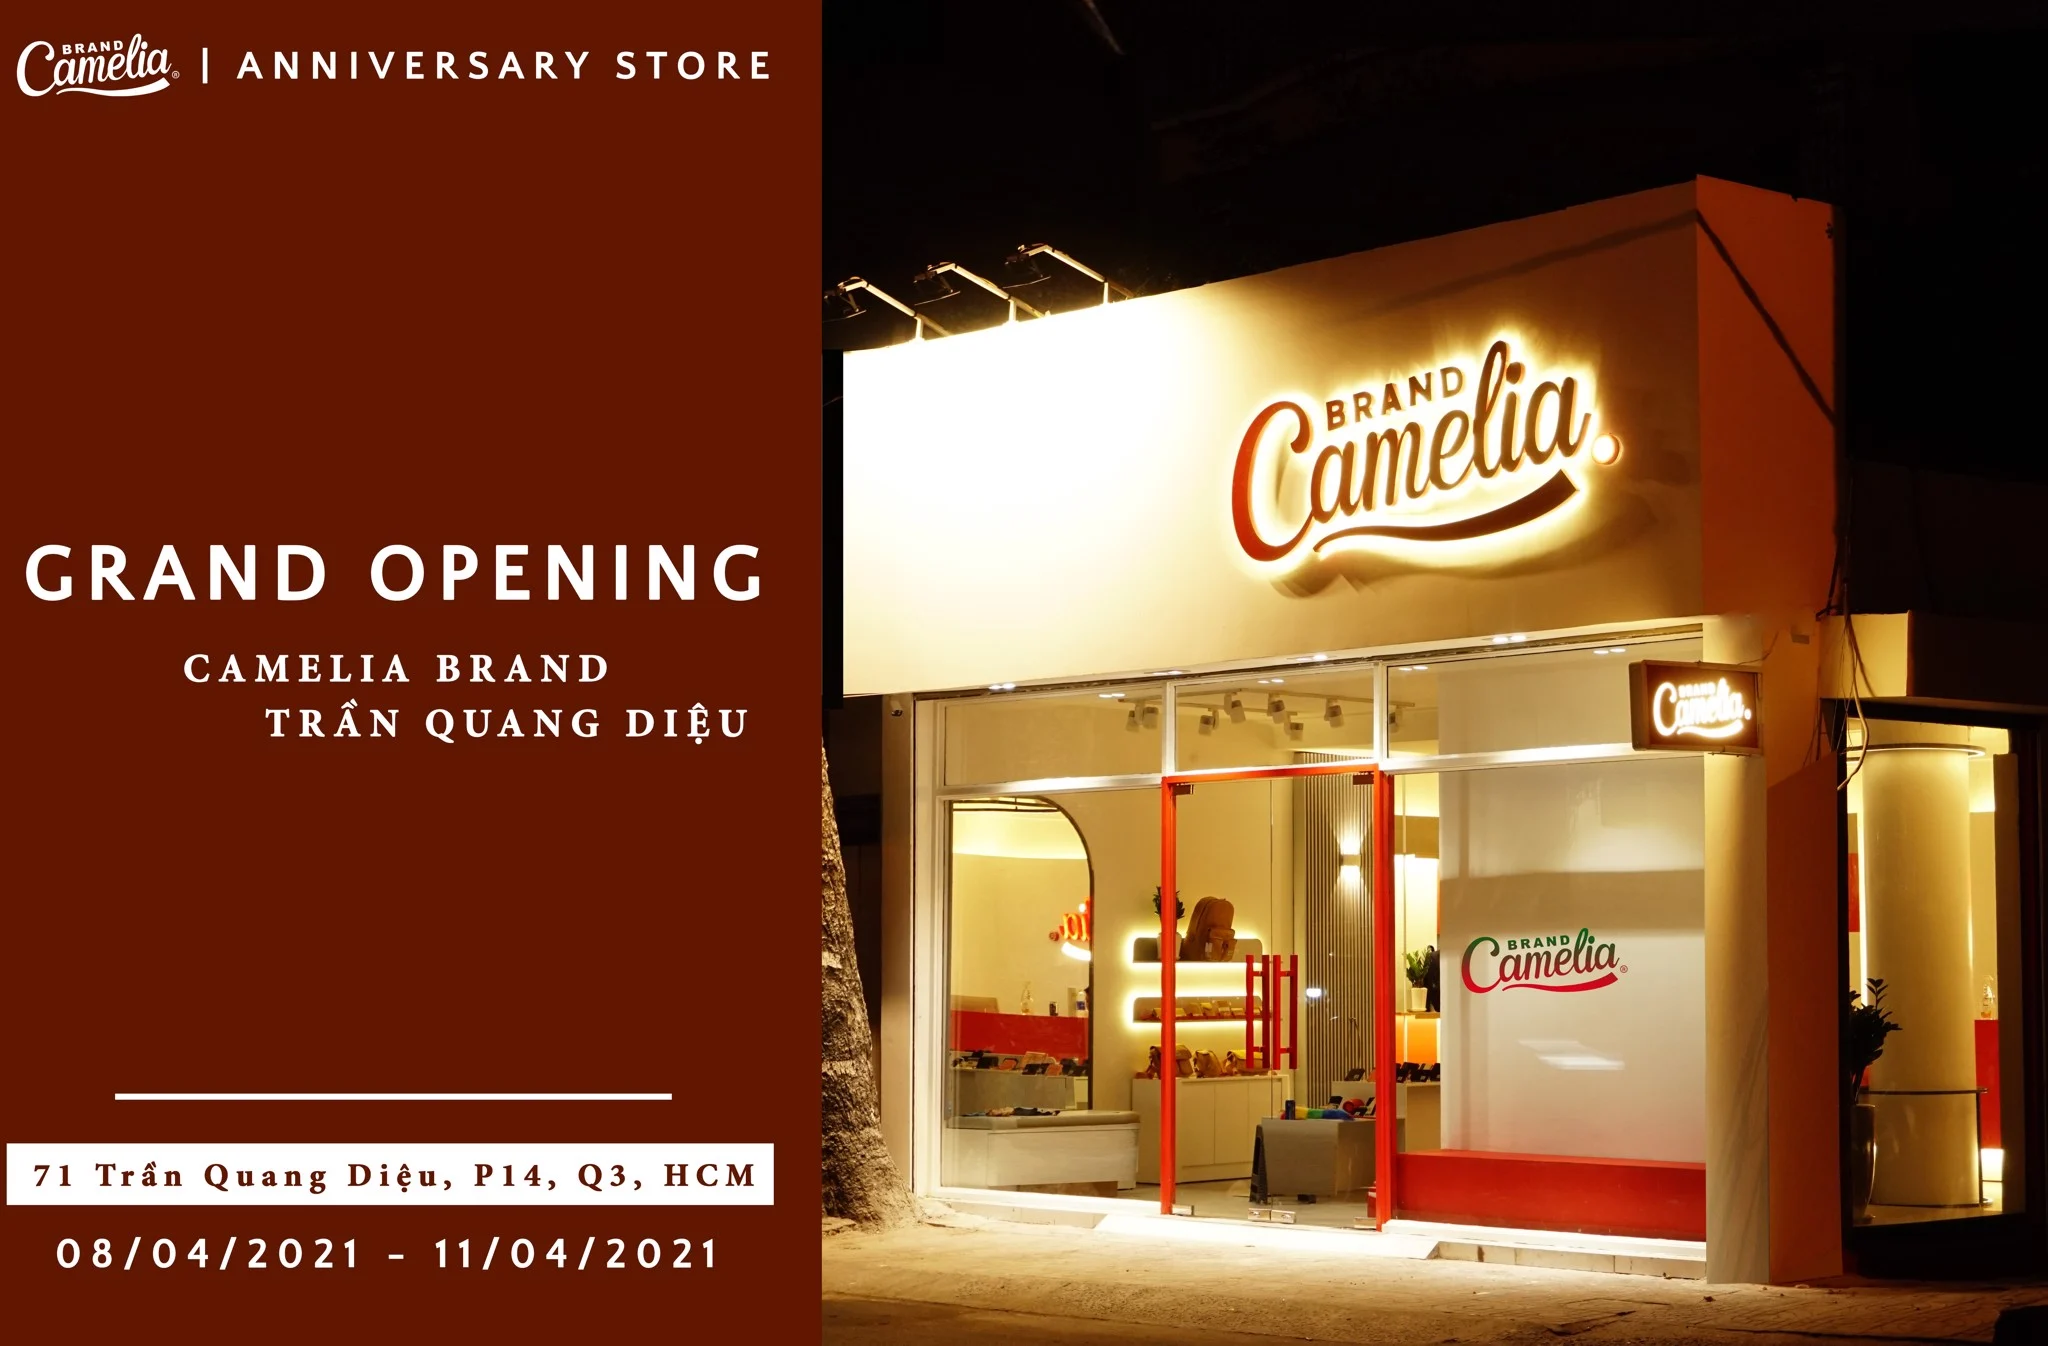 BRAND
Camelia® | ANNIVERSARY STORE
GRAND OPENING
CAMELIA BRAND
TRẦN QUANG DIỆU
71 Trần Quang Diệu, P14, Q3, HCM
08/04/2021 - 11/04/2021
BRAND
Camelia
BRAND
Camelia
BRAND
Camelia®
ia